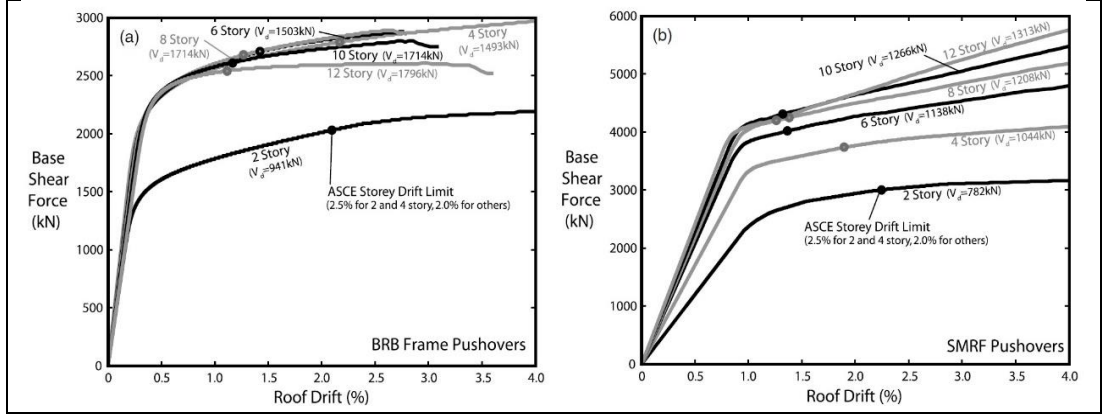 (a)
3000
2500
2000
1500
1000
500
0
Base
Shear
Force
(kN)
8 Story
(Vd=1714kN)
6 Story (Vd=1503kN)
4 Story
(Vd=1493kN)
10 Story (Vd=1714kN)
12 Story (Vd=1796kN)
2 Story
(Vd=941kN)
ASCE Storey Drift Limit
(2.5% for 2 and 4 story, 2.0% for others)
BRB Frame Pushovers
0 0.5 1.0 1.5 2.0 2.5 3.0 3.5 4.0
Roof Drift (%)
(b)
6000
5000
4000
3000
2000
1000
0
Base
Shear
Force
(kN)
12 Story (Vd=1313kN)
10 Story (Vd=1266kN)
8 Story
(Vd=1208kN)
6 Story (Vd=1138kN)
4 Story
(Vd=1044kN)
2 Story (Vd=782kN)
ASCE Storey Drift Limit
(2.5% for 2 and 4 story, 2.0% for others)
SMRF Pushovers
0 0.5 1.0 1.5 2.0 2.5 3.0 3.5 4.0
Roof Drift (%)